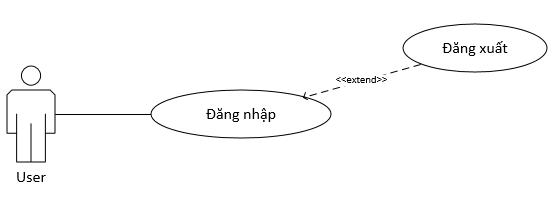 Đăng xuất
<<extend>>
Đăng nhập
User